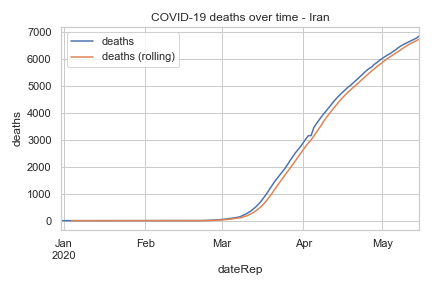 COVID-19 deaths over time - Iran
deaths
deaths (rolling)
7000
6000
5000
4000
3000
2000
1000
0
deaths
Jan Feb Mar Apr May
2020
dateRep